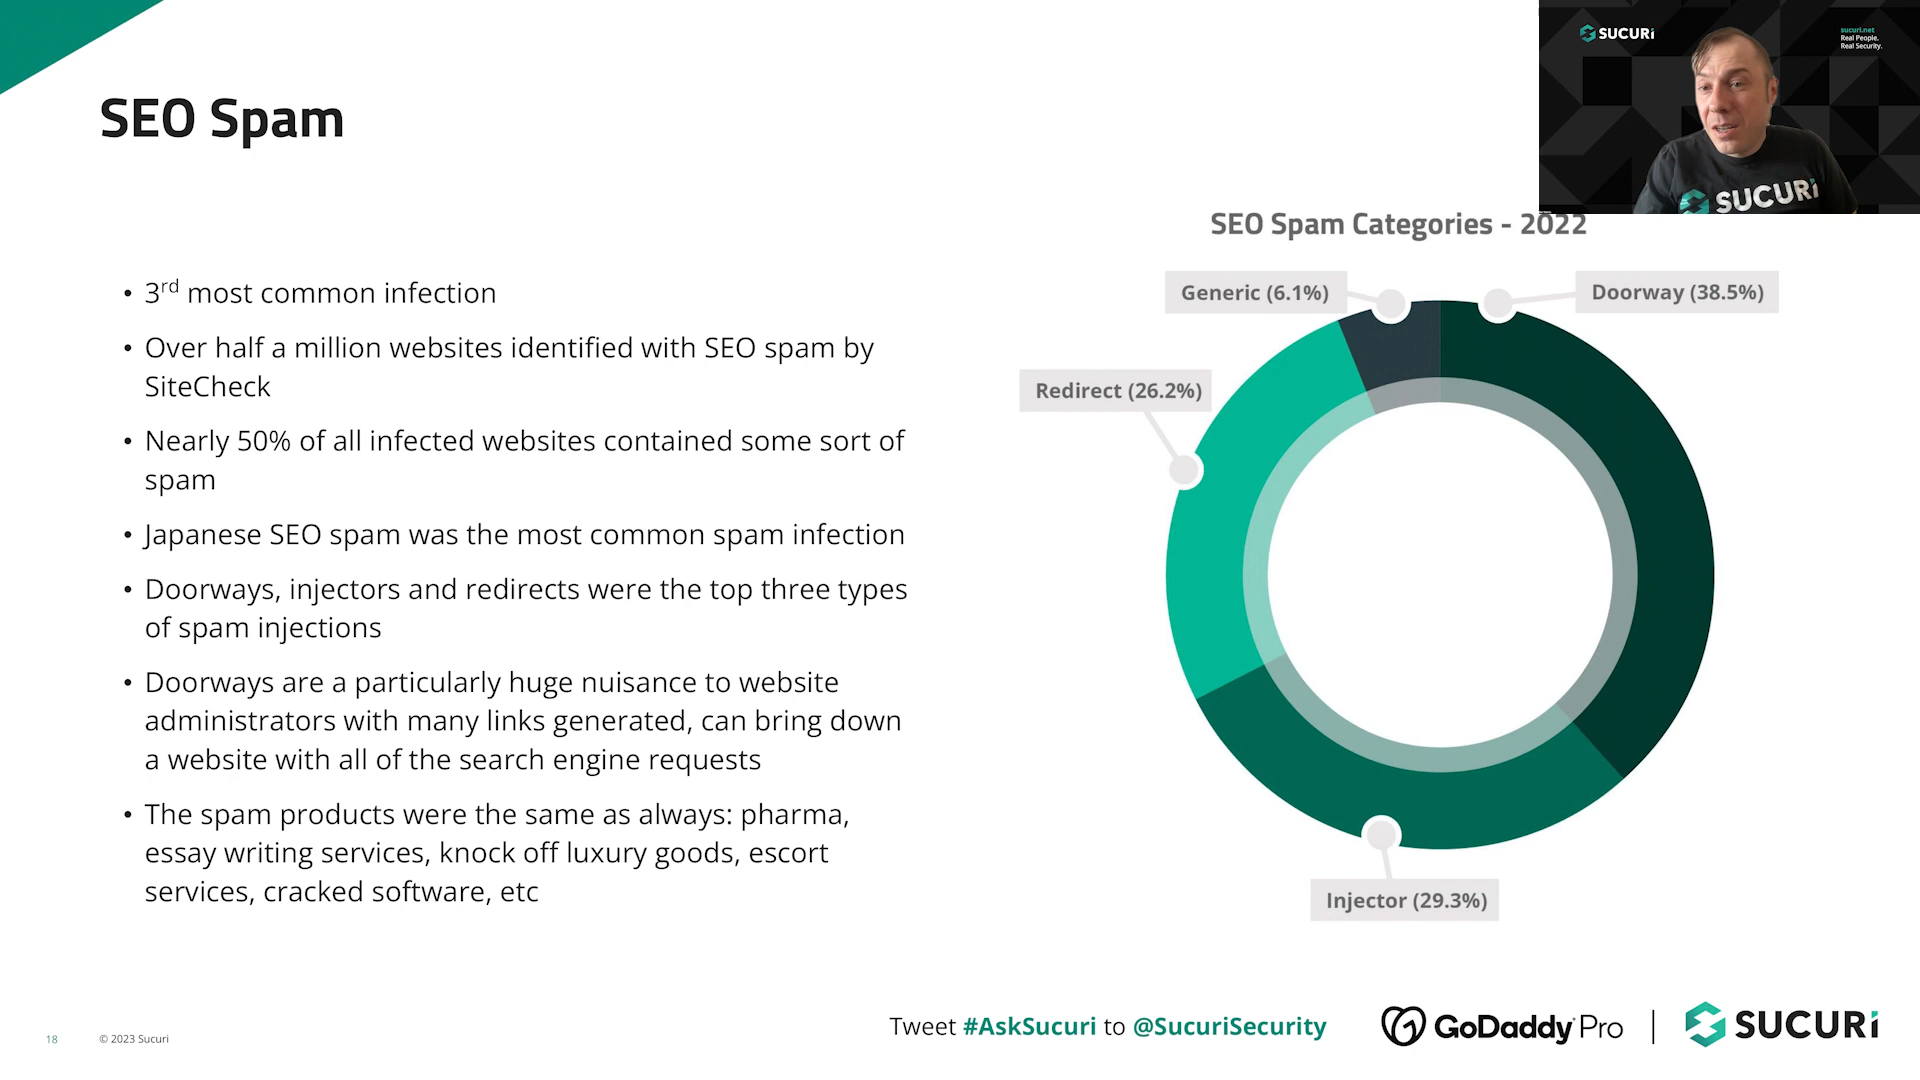 SUCURi
sucuri.net
Real People.
Real Security.
SUCURi
SEO Spam
• 3rd most common infection
• Over half a million websites identified with SEO spam by
SiteCheck
• Nearly 50% of all infected websites contained some sort of
spam
• Japanese SEO spam was the most common spam infection
• Doorways, injectors and redirects were the top three types
of spam injections
• Doorways are a particularly huge nuisance to website
administrators with many links generated, can bring down
a website with all of the search engine requests
• The spam products were the same as always: pharma,
essay writing services, knock off luxury goods, escort
services, cracked software, etc
SEO Spam Categories - 2022
Generic (6.1%)
Doorway (38.5%)
Redirect (26.2%)
Injector (29.3%)
18
© 2023 Sucuri
Tweet #AskSucuri to @SucuriSecurity
GoDaddy Pro
SUCURi